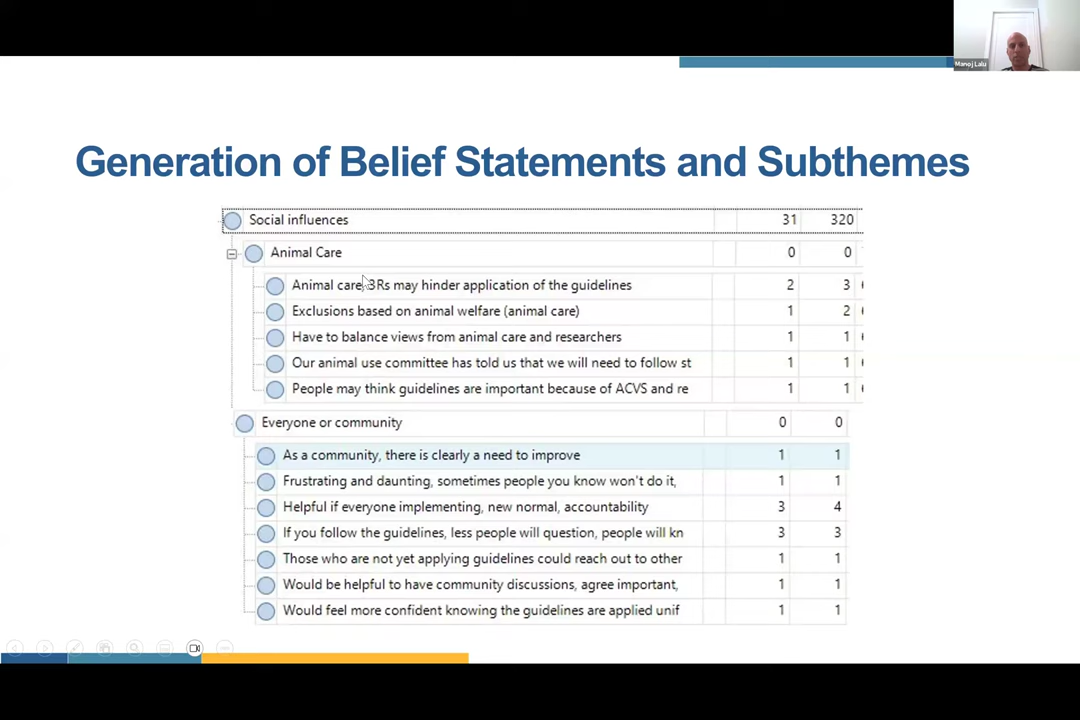 Manoj Lalu
Generation of Belief Statements and Subthemes
Social influences 31 320
Animal Care 0 0
Animal care, 3Rs may hinder application of the guidelines 2 3
Exclusions based on animal welfare (animal care) 1 2
Have to balance views from animal care and researchers 1 1
Our animal use committee has told us that we will need to follow st 1 1
People may think guidelines are important because of ACVS and re 1 1
Everyone or community 0 0
As a community, there is clearly a need to improve 1 1
Frustrating and daunting, sometimes people you know won't do it, 1 1
Helpful if everyone implementing, new normal, accountability 3 4
If you follow the guidelines, less people will question, people will kn 3 3
Those who are not yet applying guidelines could reach out to other 1 1
Would be helpful to have community discussions, agree important, 1 1
Would feel more confident knowing the guidelines are applied unif 1 1